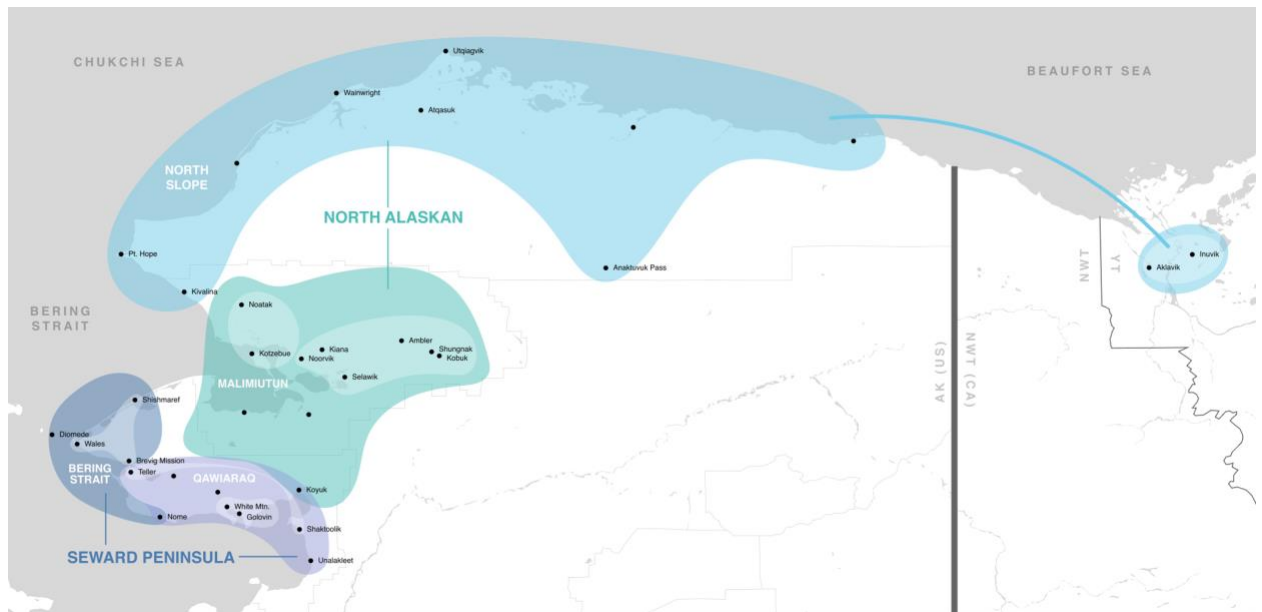 CHUKCHI SEA
BEAUFORT SEA
Utqiagvik
Wainwright
Atqasuk
NORTH
SLOPE
NORTH ALASKAN
Pt. Hope
Anaktuvuk Pass
Inuvik
Aklavik
YT
NWT
Kivalina
Noatak
BERING
STRAIT
Kotzebue
Kiana
Noorvik
Ambler
Shungnak
Kobuk
Selawik
MALIMIUTUN
AK (US)
NWT (CA)
Shishmaref
Diomede
Wales
Brevig Mission
Teller
BERING
STRAIT
QAWIARAQ
Koyuk
White Mtn.
Golovin
Nome
Shaktoolik
SEWARD PENINSULA
Unalakleet